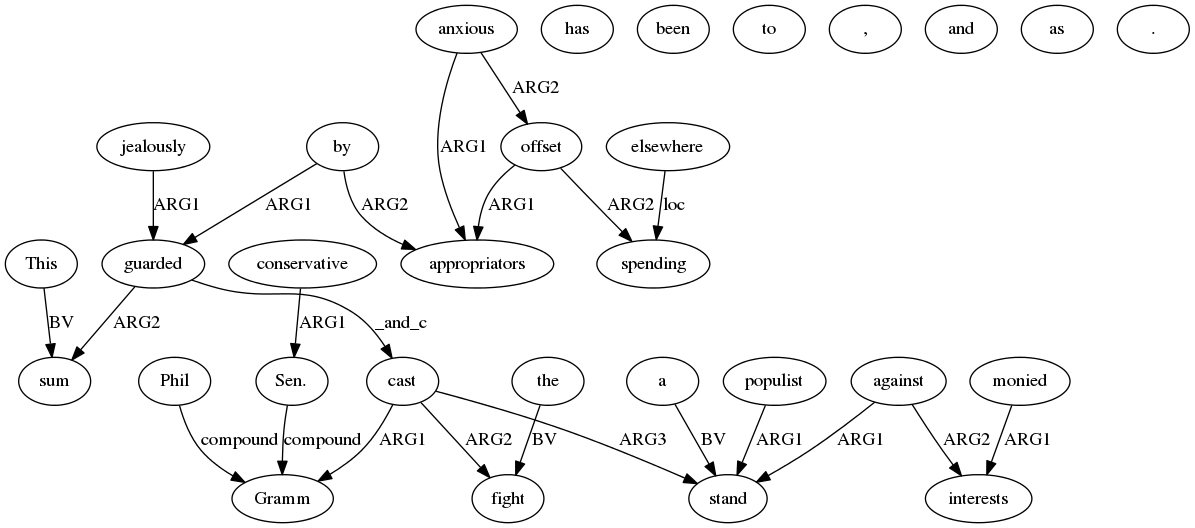 anxious has been to , and as .
ARG2
jealously by ARG1 offset elsewhere
ARG1 ARG1 ARG2 ARG1 ARG2 loc
This guarded conservative appropriators spending
BV ARG2 ARG1 _and_c
sum Phil Sen. cast the a populist against monied
compound compound ARG1 ARG2 BV ARG3 BV ARG1 ARG1 ARG2 ARG1
Gramm fight stand interests